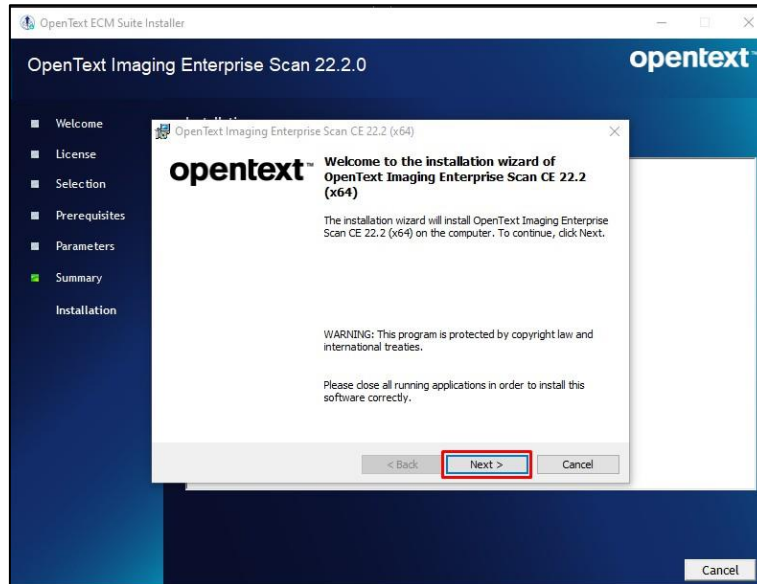 OpenText ECM Suite Installer
OpenText Imaging Enterprise Scan 22.2.0
opentext™
Welcome
License
Selection
Prerequisites
Parameters
Summary
Installation
OpenText Imaging Enterprise Scan CE 22.2 (x64)
opentext™
Welcome to the installation wizard of
OpenText Imaging Enterprise Scan CE 22.2
(x64)
The installation wizard will install OpenText Imaging Enterprise
Scan CE 22.2 (x64) on the computer. To continue, click Next.
WARNING: This program is protected by copyright law and
international treaties.
Please close all running applications in order to install this
software correctly.
< Back
Next >
Cancel
Cancel